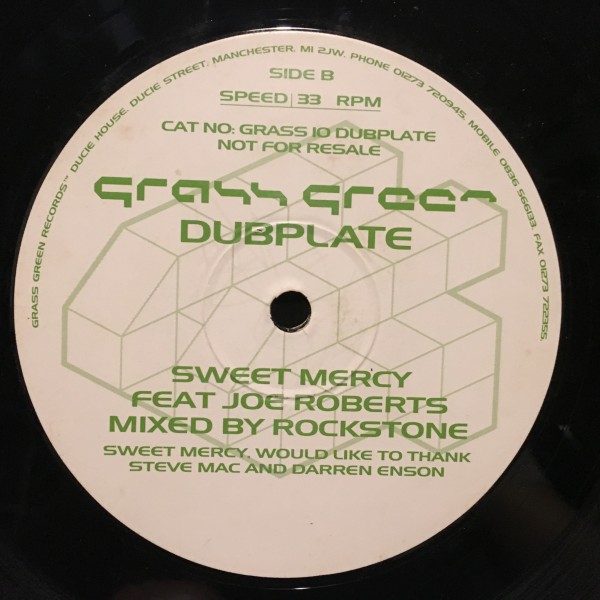 GRASS GREEN RECORDS™ DUCIE HOUSE. DUCIE STREET. MANCHESTER. M1 2JW. PHONE 01273 720945. MOBILE 0836 566133. FAX 01273 722355.
SIDE B
SPEED | 33 RPM
CAT NO: GRASS 10 DUBPLATE
NOT FOR RESALE
grass green
DUBPLATE
SWEET MERCY
FEAT JOE ROBERTS
MIXED BY ROCKSTONE
SWEET MERCY. WOULD LIKE TO THANK
STEVE MAC AND DARREN ENSON